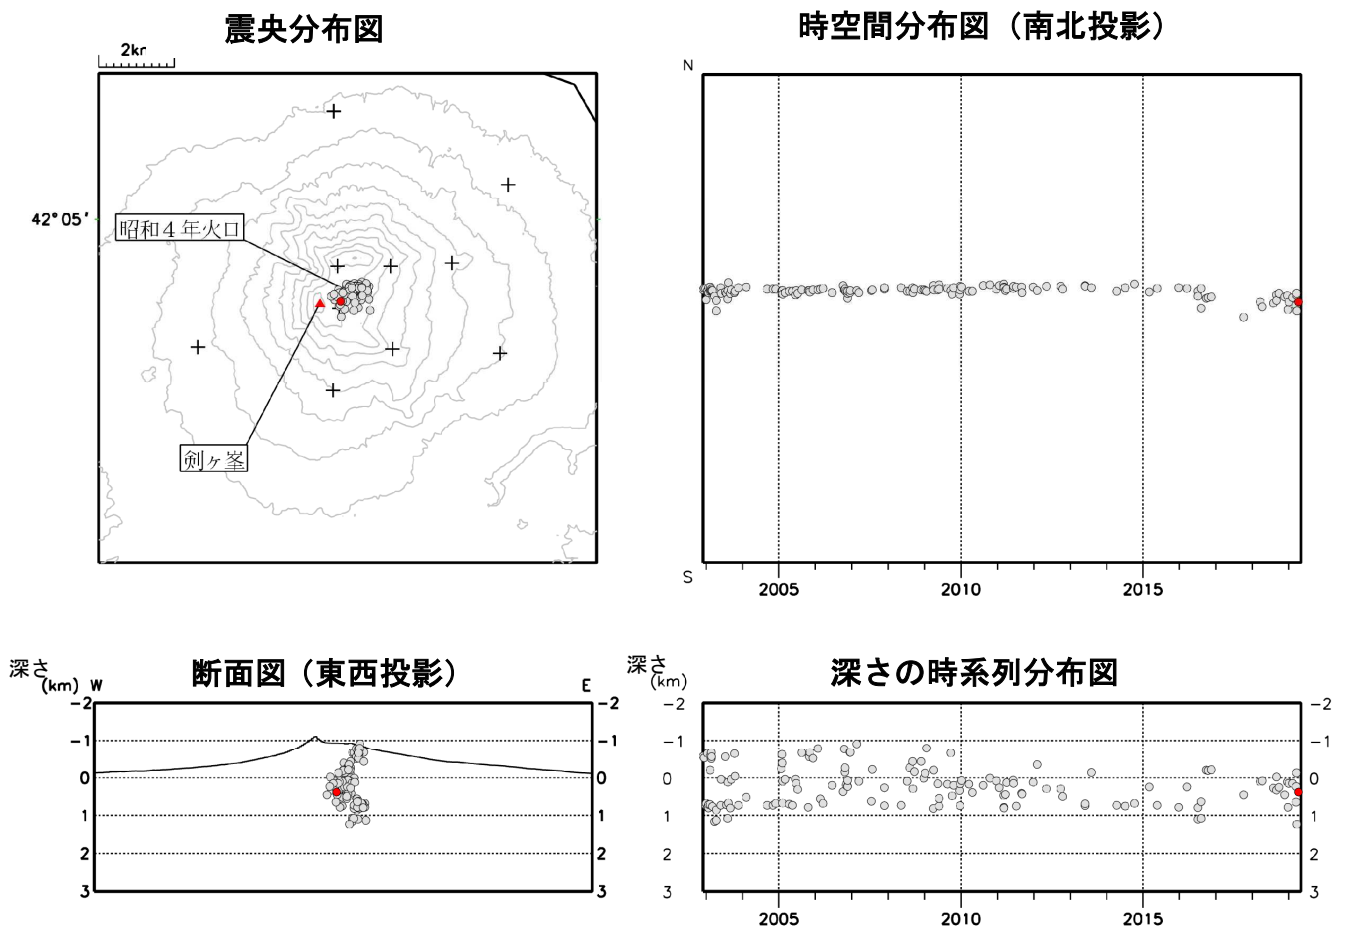 震央分布図
2kr
42°05′
昭和４年火口
剣ヶ峯
時空間分布図（南北投影）
N
S
2005
2010
2015
断面図（東西投影）
深さ
(km)
W
E
-2
-1
0
1
2
3
-2
-1
0
1
2
3
深さの時系列分布図
深さ
(km)
-2
-1
0
1
2
3
-2
-1
0
1
2
3
2005
2010
2015